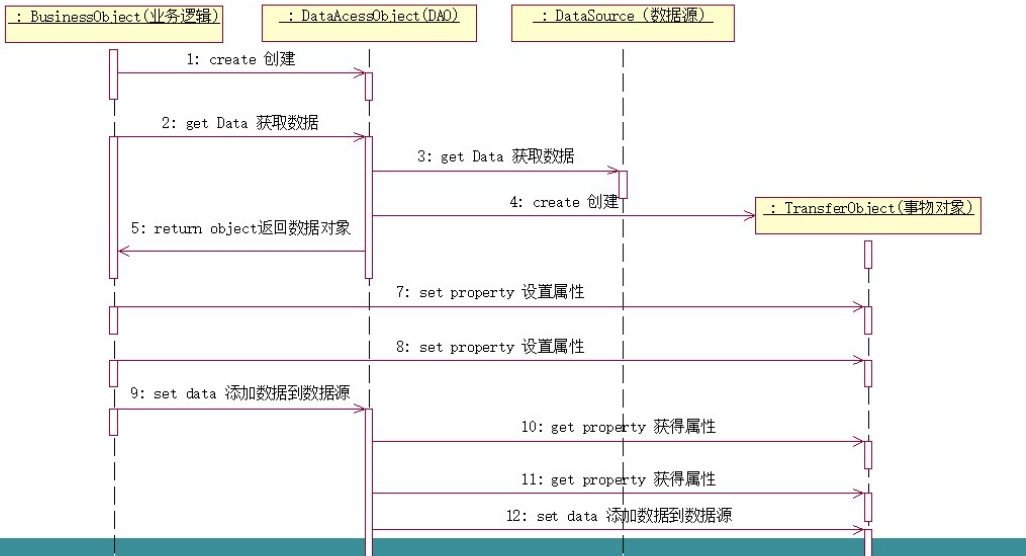 : BusinessObject(业务逻辑)
: DataAcessObject(DAO)
: DataSource (数据源)
1: create 创建
2: get Data 获取数据
3: get Data 获取数据
4: create 创建
: TransferObject(事物对象)
5: return object返回数据对象
7: set property 设置属性
8: set property 设置属性
9: set data 添加数据到数据源
10: get property 获得属性
11: get property 获得属性
12: set data 添加数据到数据源